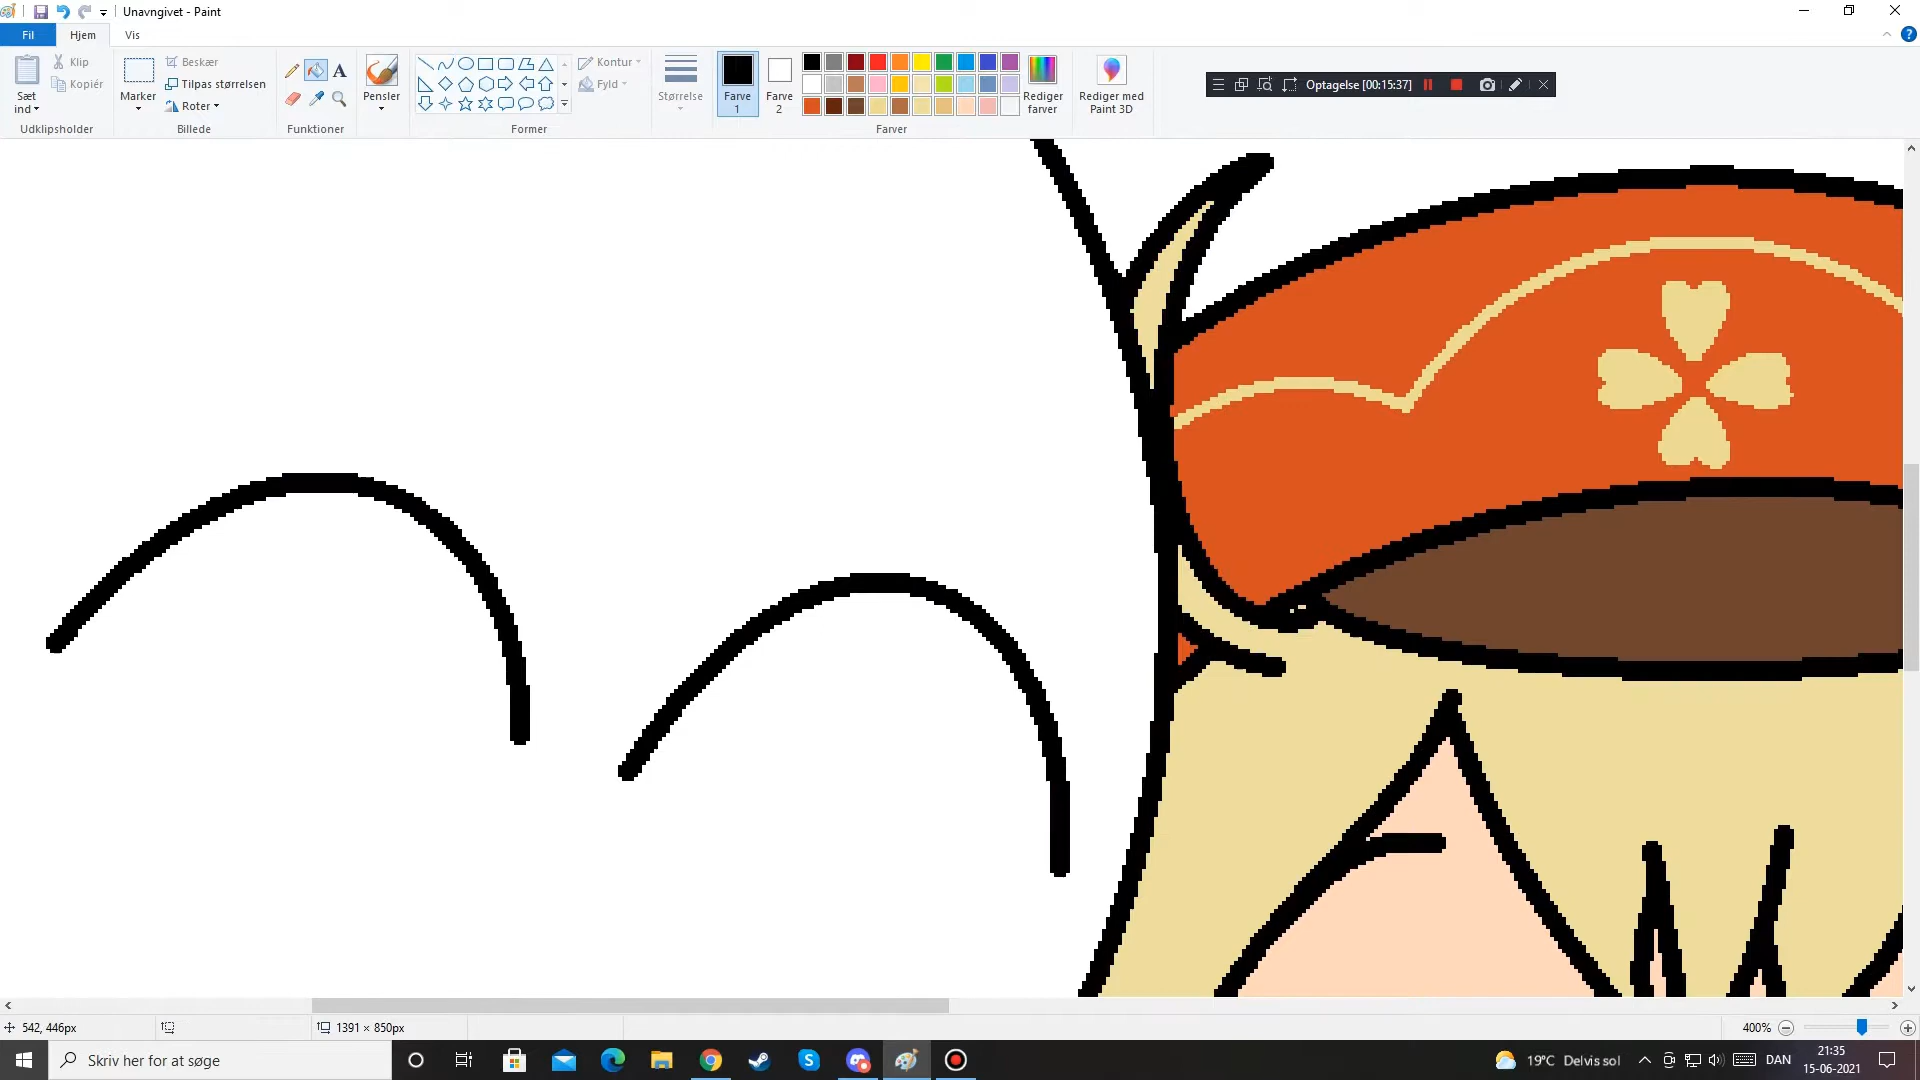 Unavngivet - Paint
Fil Hjem Vis
Sæt ind
Klip
Kopiér
Udklipsholder
Marker
Beskær
Tilpas størrelsen
Roter
Billede
A
Funktioner
Pensler
Kontur
Fyld
Former
Størrelse
Farve 1
Farve 2
Rediger farver
Farver
Rediger med Paint 3D
Optagelse [00:15:37]
542, 446px
1391 × 850px
400%
Skriv her for at søge
19°C Delvis sol
DAN
21:35
15-06-2021